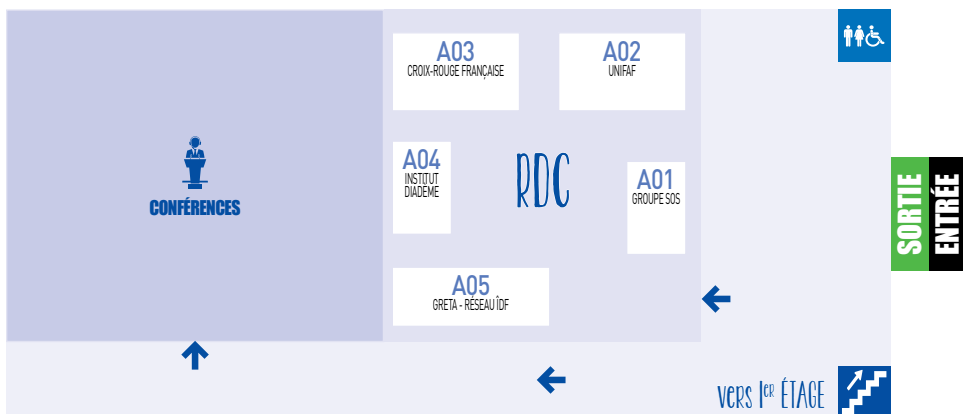 A03
CROIX-ROUGE FRANÇAISE
A02
UNIFAF
A04
INSTITUT
DIADEME
RDC
A01
GROUPE SOS
CONFÉRENCES
A05
GRETA - RÉSEAU ÎDF
SORTIE
ENTRÉE
VERS 1ER ÉTAGE